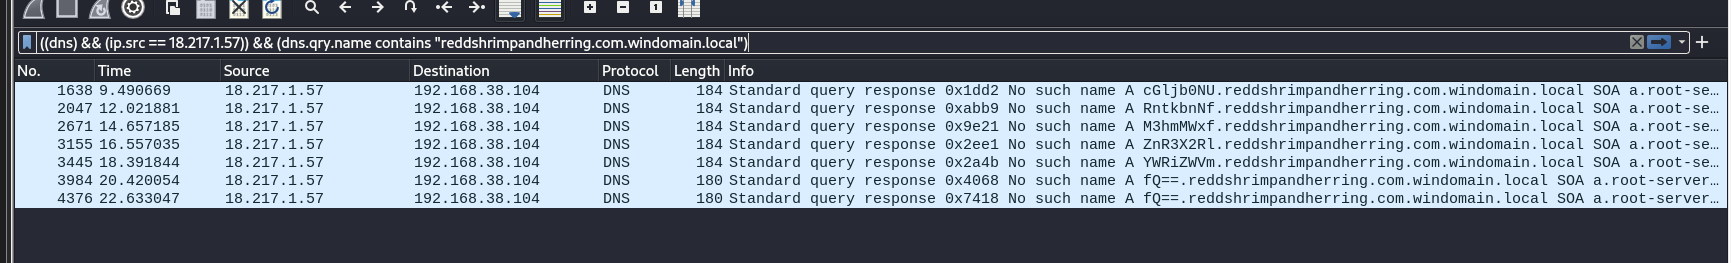 ((dns) && (ip.src == 18.217.1.57)) && (dns.qry.name contains "reddshrimpandherring.com.windomain.local")
No. Time Source Destination Protocol Length Info
1638 9.490669 18.217.1.57 192.168.38.104 DNS 184 Standard query response 0x1dd2 No such name A cGljb0NU.reddshrimpandherring.com.windomain.local SOA a.root-se…
2047 12.021881 18.217.1.57 192.168.38.104 DNS 184 Standard query response 0xabb9 No such name A RntkbnNf.reddshrimpandherring.com.windomain.local SOA a.root-se…
2671 14.657185 18.217.1.57 192.168.38.104 DNS 184 Standard query response 0x9e21 No such name A M3hmMWxf.reddshrimpandherring.com.windomain.local SOA a.root-se…
3155 16.557035 18.217.1.57 192.168.38.104 DNS 184 Standard query response 0x2ee1 No such name A ZnR3X2Rl.reddshrimpandherring.com.windomain.local SOA a.root-se…
3445 18.391844 18.217.1.57 192.168.38.104 DNS 184 Standard query response 0x2a4b No such name A YWRiZWVm.reddshrimpandherring.com.windomain.local SOA a.root-se…
3984 20.420054 18.217.1.57 192.168.38.104 DNS 180 Standard query response 0x4068 No such name A fQ==.reddshrimpandherring.com.windomain.local SOA a.root-server…
4376 22.633047 18.217.1.57 192.168.38.104 DNS 180 Standard query response 0x7418 No such name A fQ==.reddshrimpandherring.com.windomain.local SOA a.root-server…